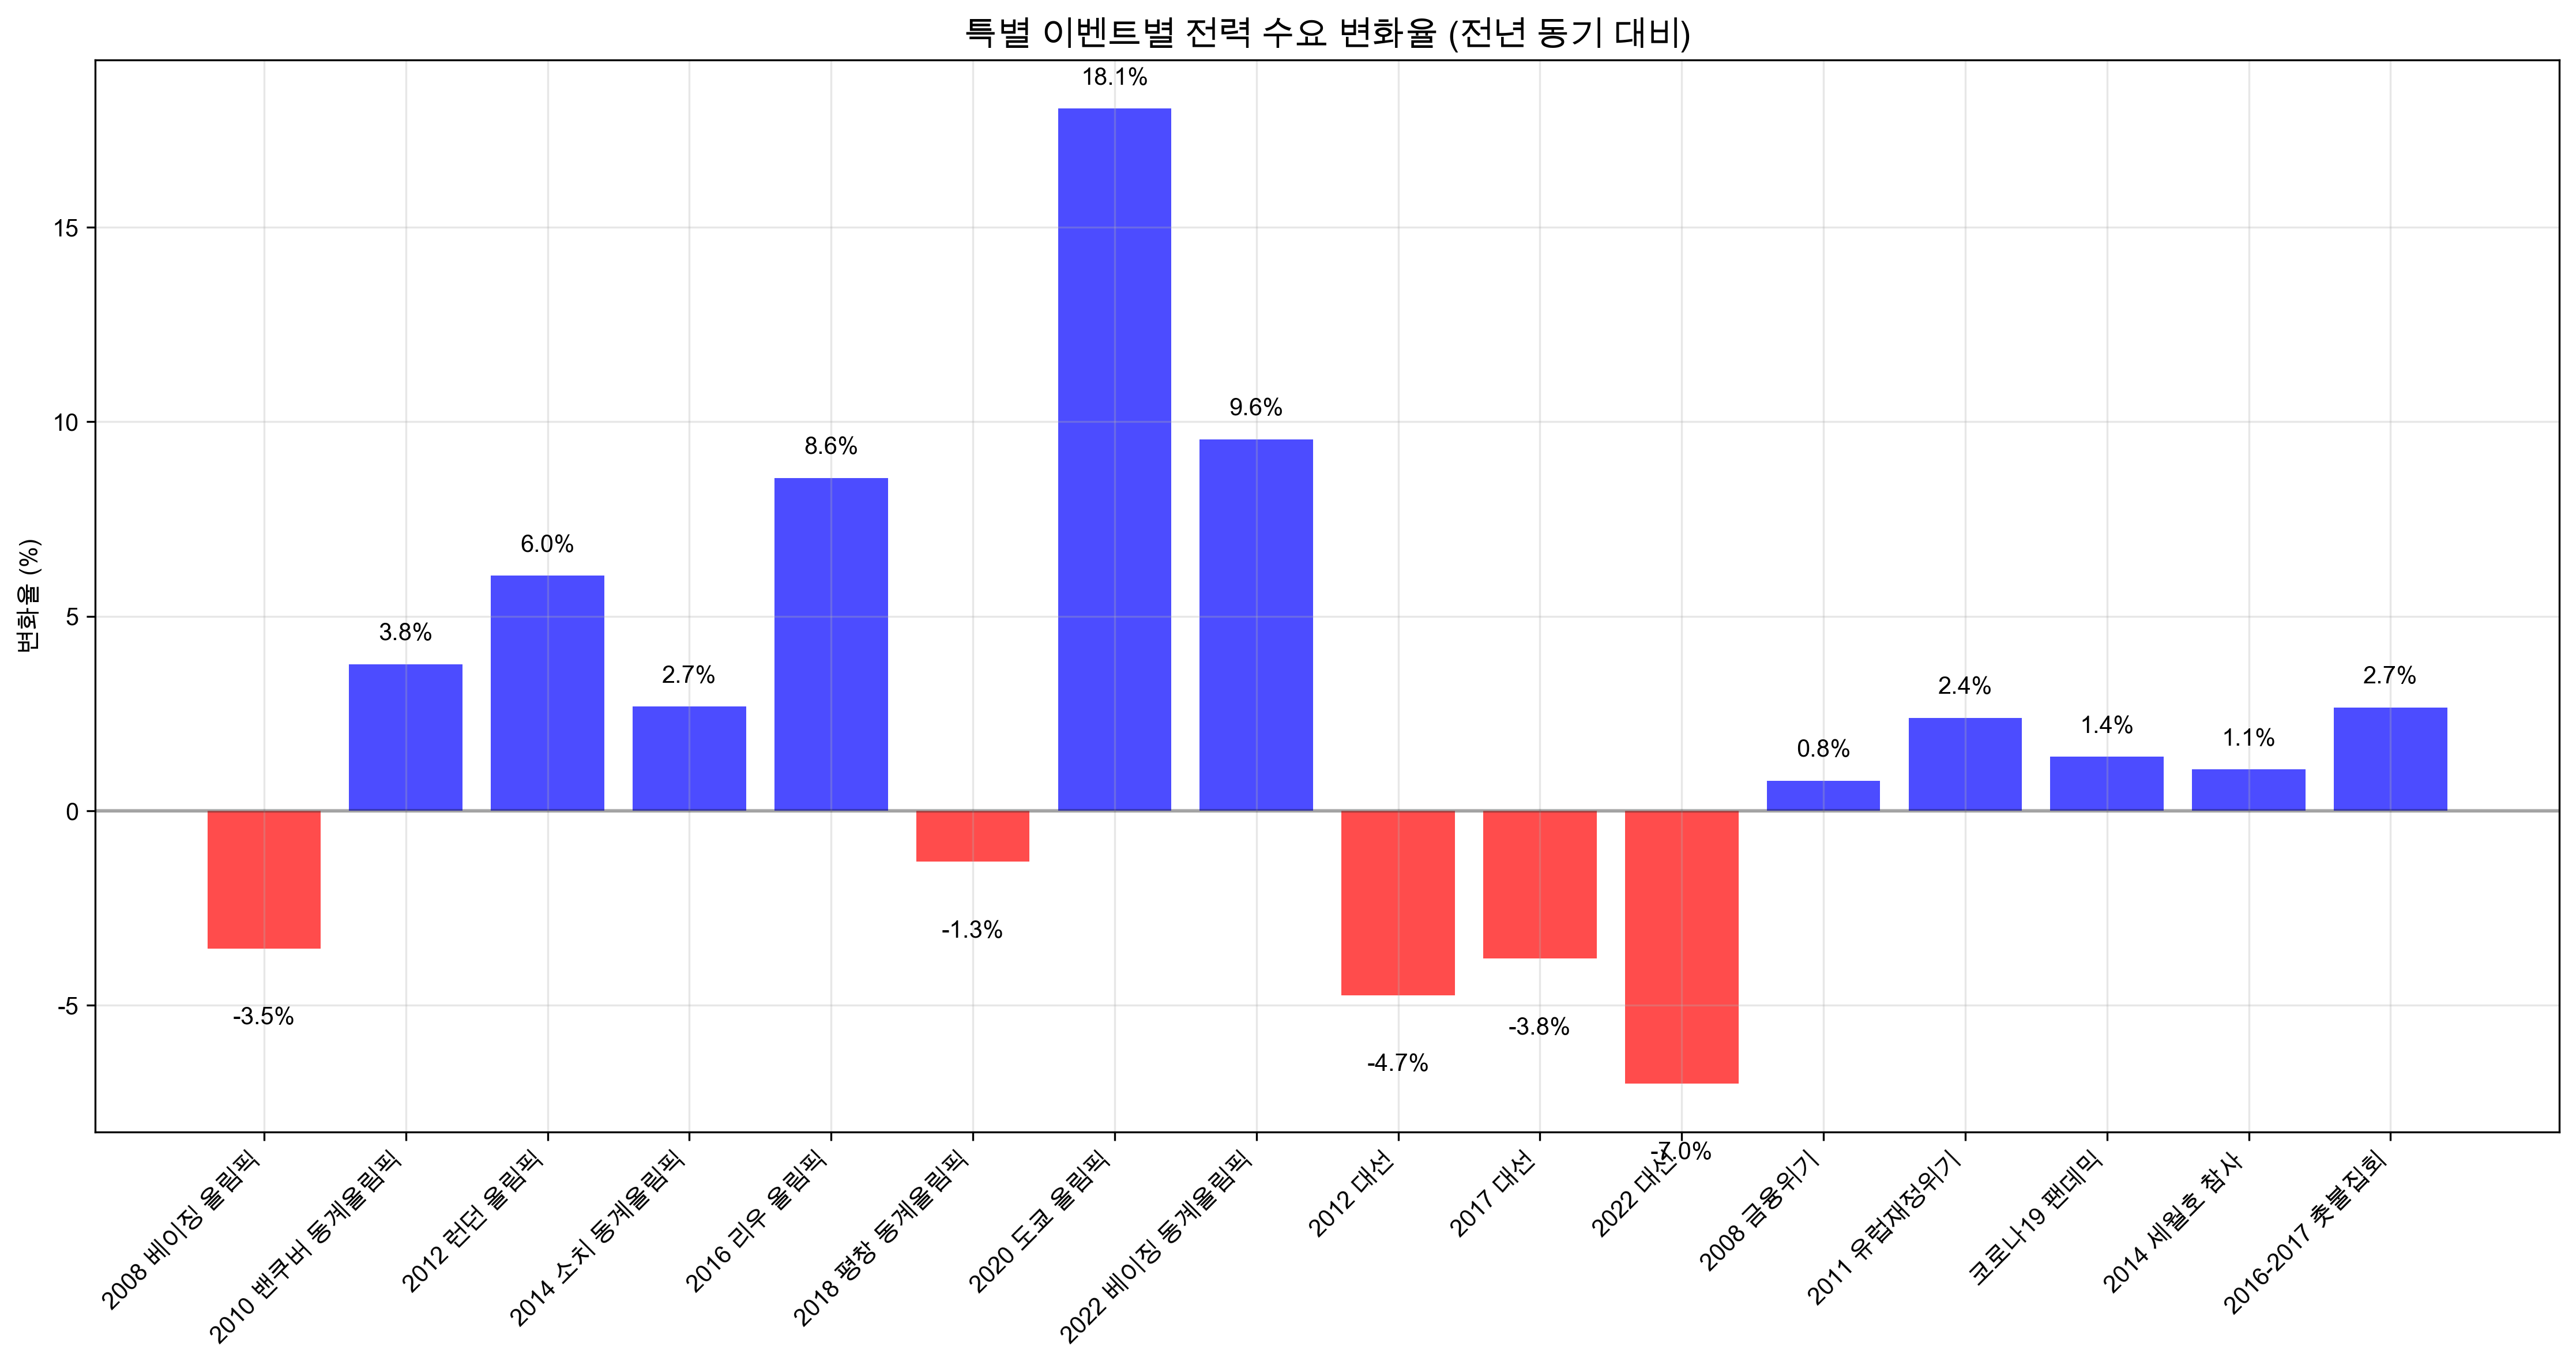 특별 이벤트별 전력 수요 변화율 (전년 동기 대비)
변화율 (%)
15
10
5
0
-5
-3.5%
3.8%
6.0%
2.7%
8.6%
-1.3%
18.1%
9.6%
-4.7%
-3.8%
-7.0%
0.8%
2.4%
1.4%
1.1%
2.7%
2008 베이징 올림픽
2010 밴쿠버 동계올림픽
2012 런던 올림픽
2014 소치 동계올림픽
2016 리우 올림픽
2018 평창 동계올림픽
2020 도쿄 올림픽
2022 베이징 동계올림픽
2012 대선
2017 대선
2022 대선
2008 금융위기
2011 유럽재정위기
코로나19 팬데믹
2014 세월호 참사
2016-2017 촛불집회